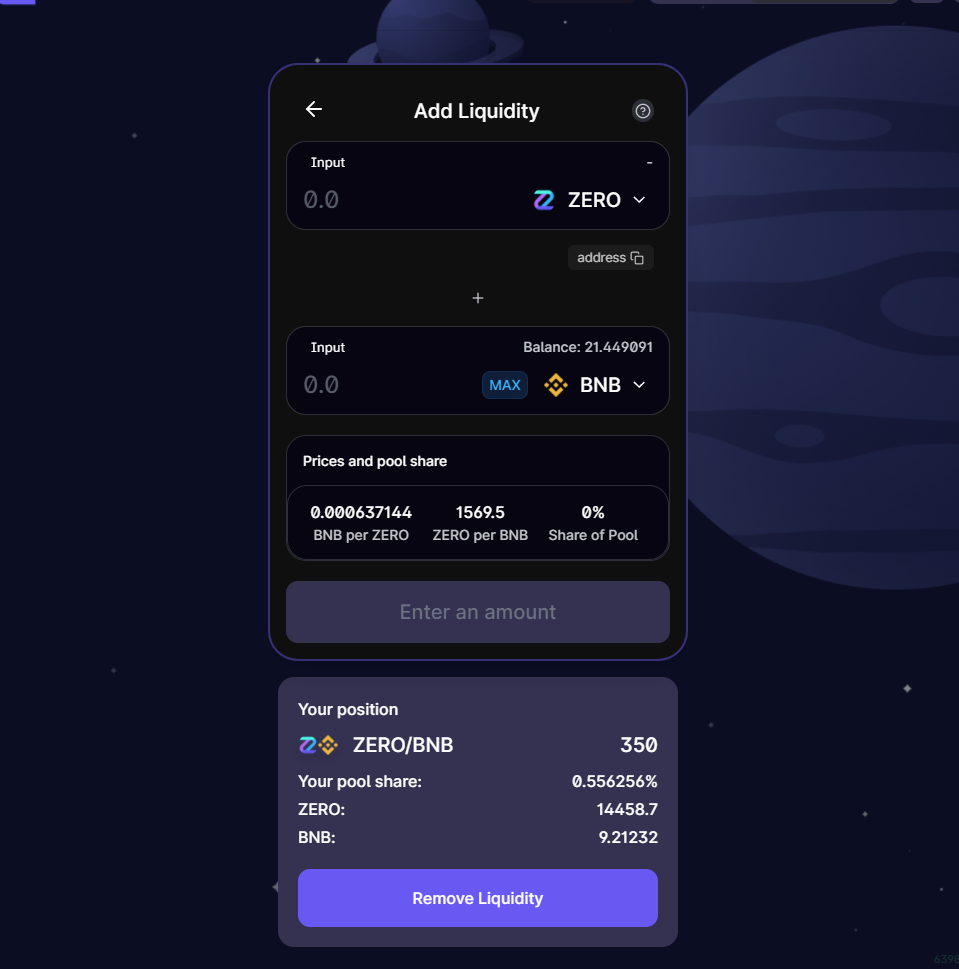 Add Liquidity
Input -
0.0 ZERO
address
+
Input Balance: 21.449091
0.0 MAX BNB
Prices and pool share
0.000637144 1569.5 0%
BNB per ZERO ZERO per BNB Share of Pool
Enter an amount
Your position
ZERO/BNB 350
Your pool share: 0.556256%
ZERO: 14458.7
BNB: 9.21232
Remove Liquidity